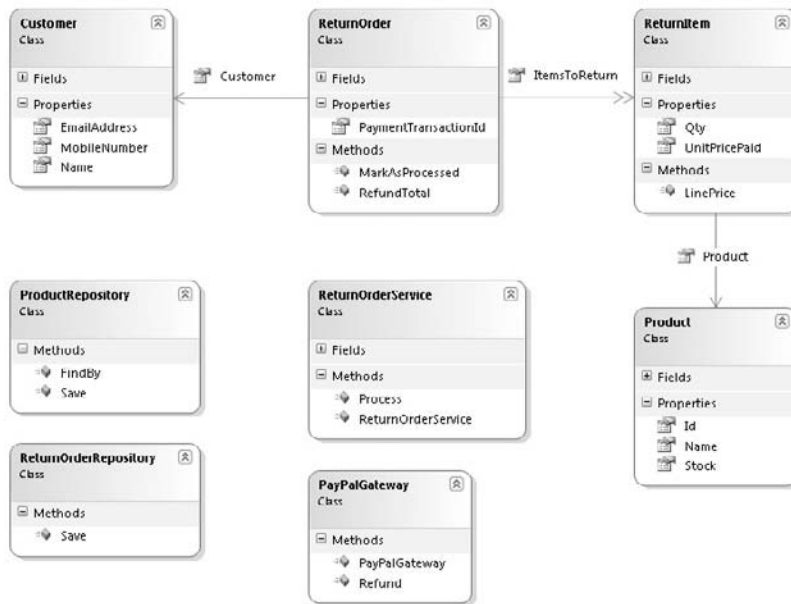 Customer
Class
Fields
Properties
EmailAddress
MobileNumber
Name
Customer
ReturnOrder
Class
Fields
Properties
PaymentTransactionId
Methods
MarkAsProcessed
RefundTotal
ItemsToReturn
ReturnItem
Class
Fields
Properties
Qty
UnitPricePaid
Methods
LinePrice
Product
ProductRepository
Class
Methods
FindBy
Save
ReturnOrderService
Class
Fields
Methods
Process
ReturnOrderService
Product
Class
Fields
Properties
Id
Name
Stock
ReturnOrderRepository
Class
Methods
Save
PayPalGateway
Class
Methods
PayPalGateway
Refund